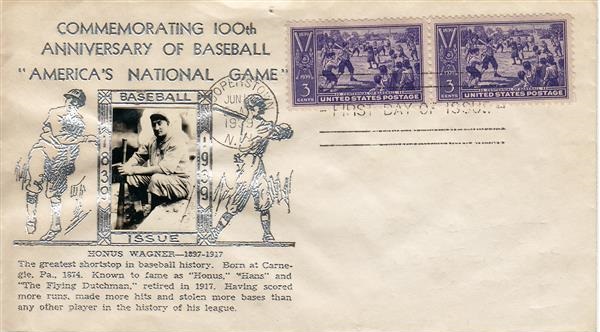 COMMEMORATING 100th
ANNIVERSARY OF BASEBALL
"AMERICA'S NATIONAL GAME"
BASEBALL
1839
1939
ISSUE
HONUS WAGNER—1897-1917
The greatest shortstop in baseball history. Born at Carne-
gie, Pa., 1874. Known to fame as "Honus," "Hans" and
"The Flying Dutchman," retired in 1917. Having scored
more runs, made more hits and stolen more bases than
any other player in the history of his league.
COOPERSTOWN
JUN
N.Y.
3
CENTS
UNITED STATES POSTAGE
3
CENTS
UNITED STATES POSTAGE
FIRST DAY OF ISSUE